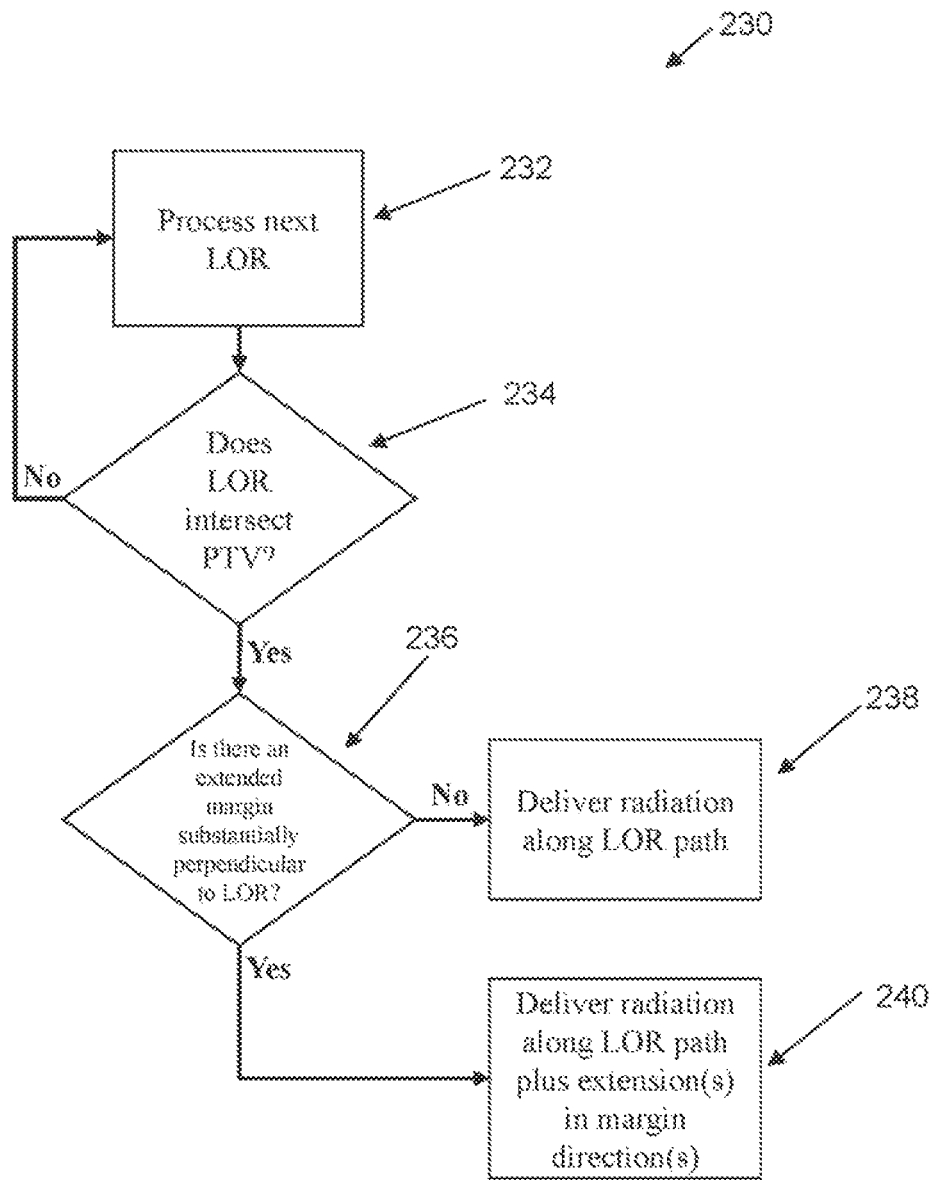 230
232
Process next
LOR
234
Does
LOR
intersect
PTV?
No
Yes
236
Is there an
extended
margin
substantially
perpendicular
to LOR?
No
238
Deliver radiation
along LOR path
Yes
240
Deliver radiation
along LOR path
plus extension(s)
in margin
direction(s)